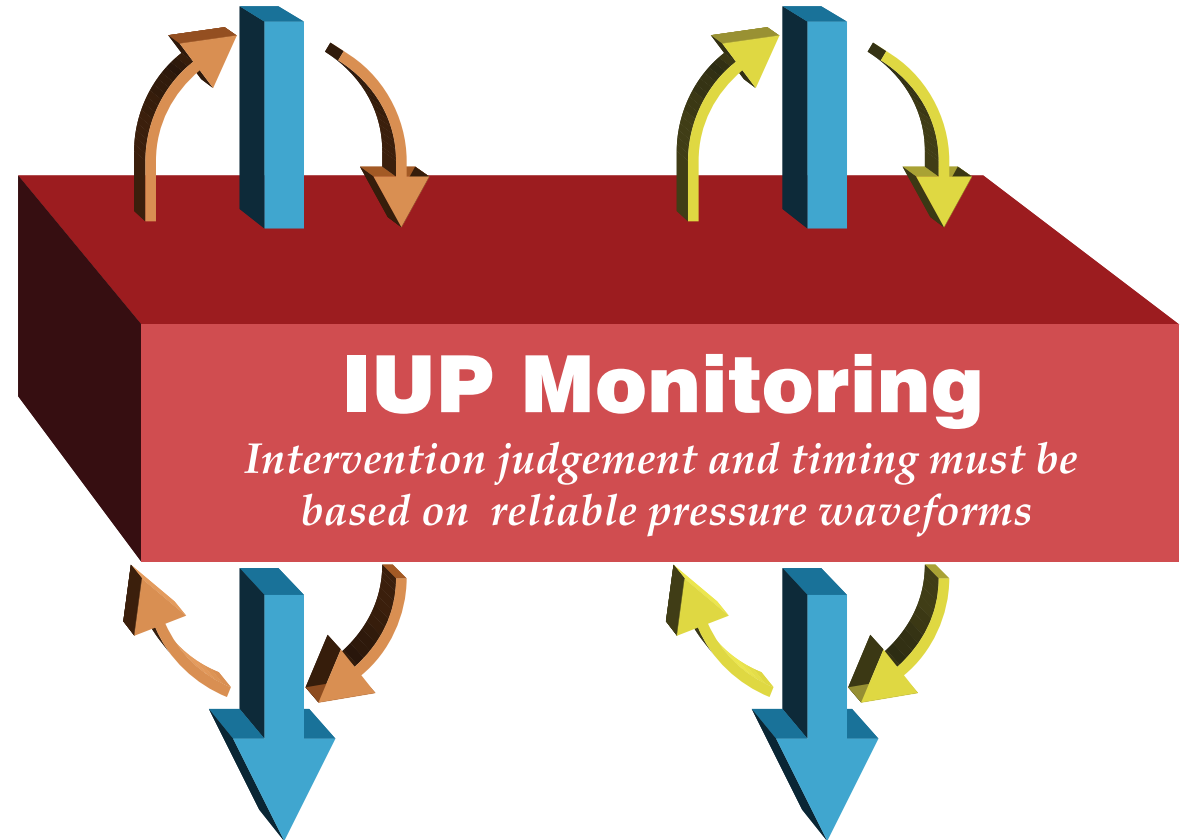 IUP Monitoring
Intervention judgement and timing must be
based on  reliable pressure waveforms